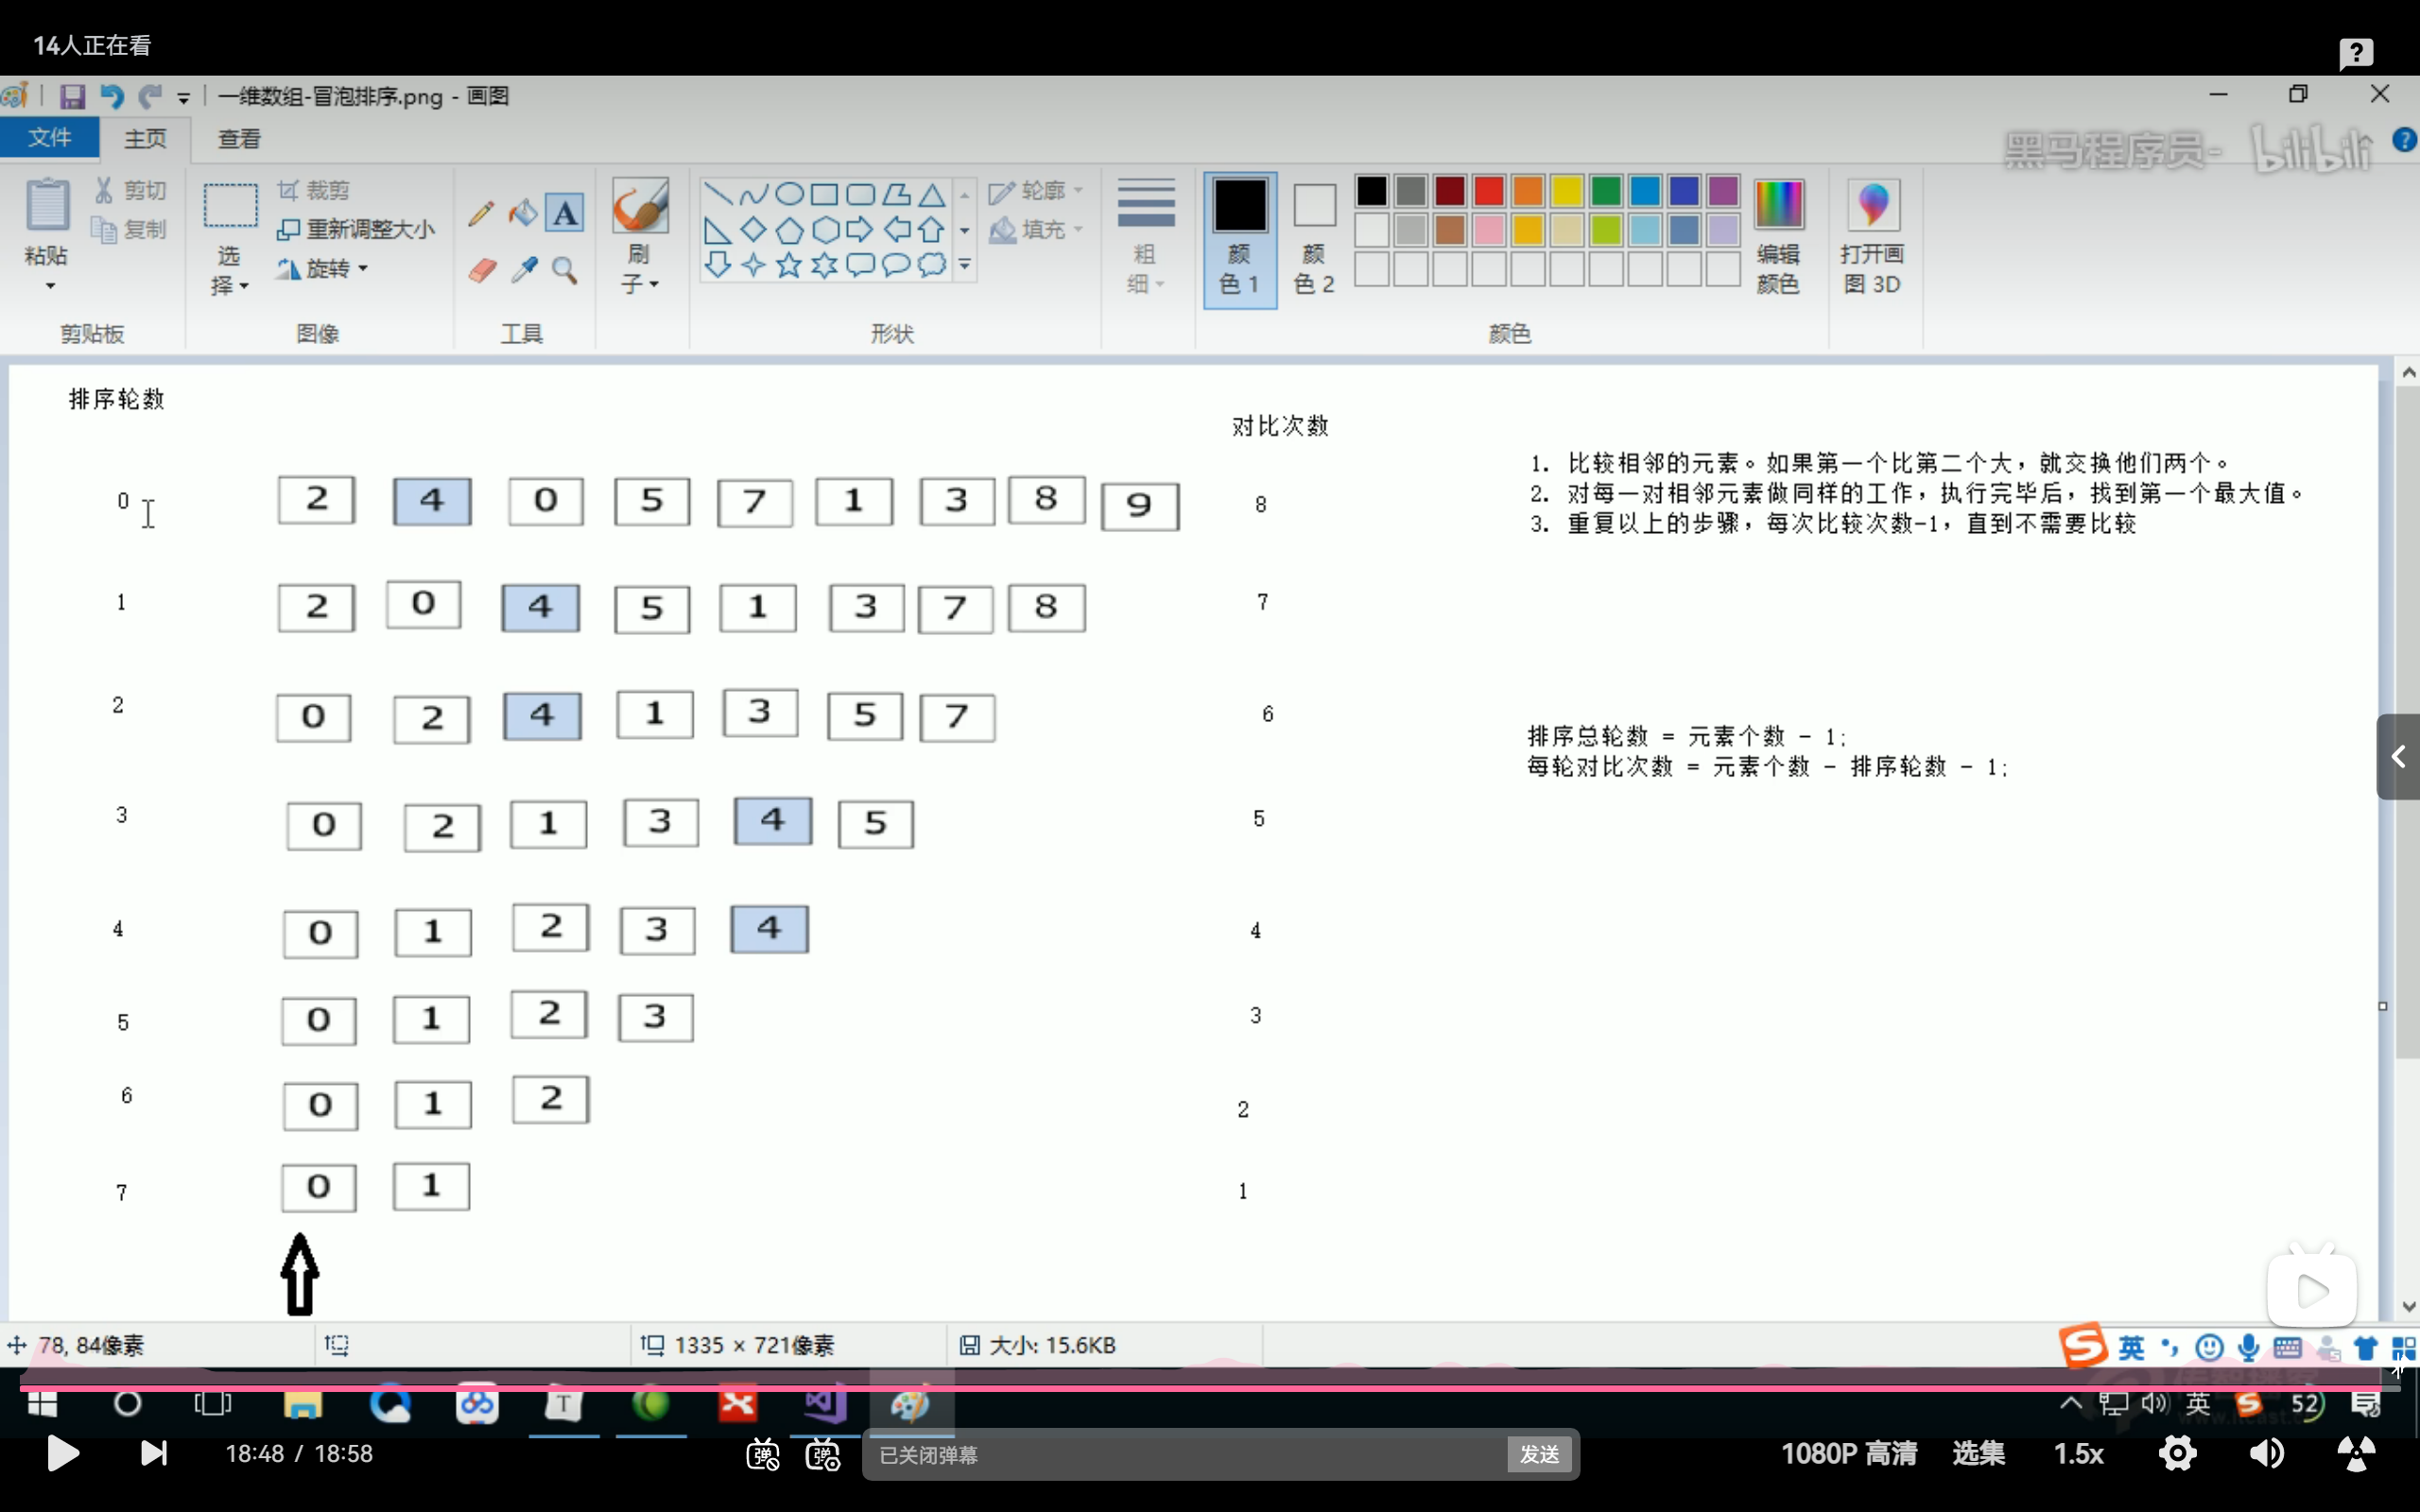 14人正在看
一维数组-冒泡排序.png - 画图
文件 主页 查看
黑马程序员- bilibili
剪切
裁剪
轮廓
复制
重新调整大小
填充
粘贴
选择
旋转
刷子
粗细
颜色 1
颜色 2
编辑颜色
打开画图 3D
剪贴板 图像 工具 形状 颜色
排序轮数
对比次数
1. 比较相邻的元素。如果第一个比第二个大，就交换他们两个。
2. 对每一对相邻元素做同样的工作，执行完毕后，找到第一个最大值。
3. 重复以上的步骤，每次比较次数-1，直到不需要比较
0 2 4 0 5 7 1 3 8 9 8
1 2 0 4 5 1 3 7 8 7
2 0 2 4 1 3 5 7 6
排序总轮数 = 元素个数 - 1;
每轮对比次数 = 元素个数 - 排序轮数 - 1;
3 0 2 1 3 4 5 5
4 0 1 2 3 4 4
5 0 1 2 3 3
6 0 1 2 2
7 0 1 1
78, 84像素
1335 × 721像素
大小: 15.6KB
英
英
52
18:48 / 18:58
已关闭弹幕
发送
1080P 高清
选集
1.5x